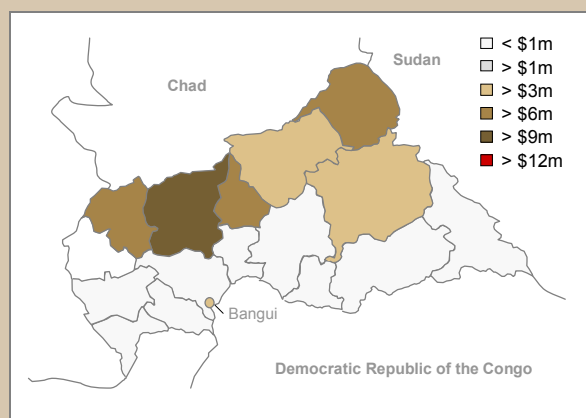 Sudan
Chad
< $1m
> $1m
> $3m
> $6m
> $9m
> $12m
Bangui
Democratic Republic of the Congo